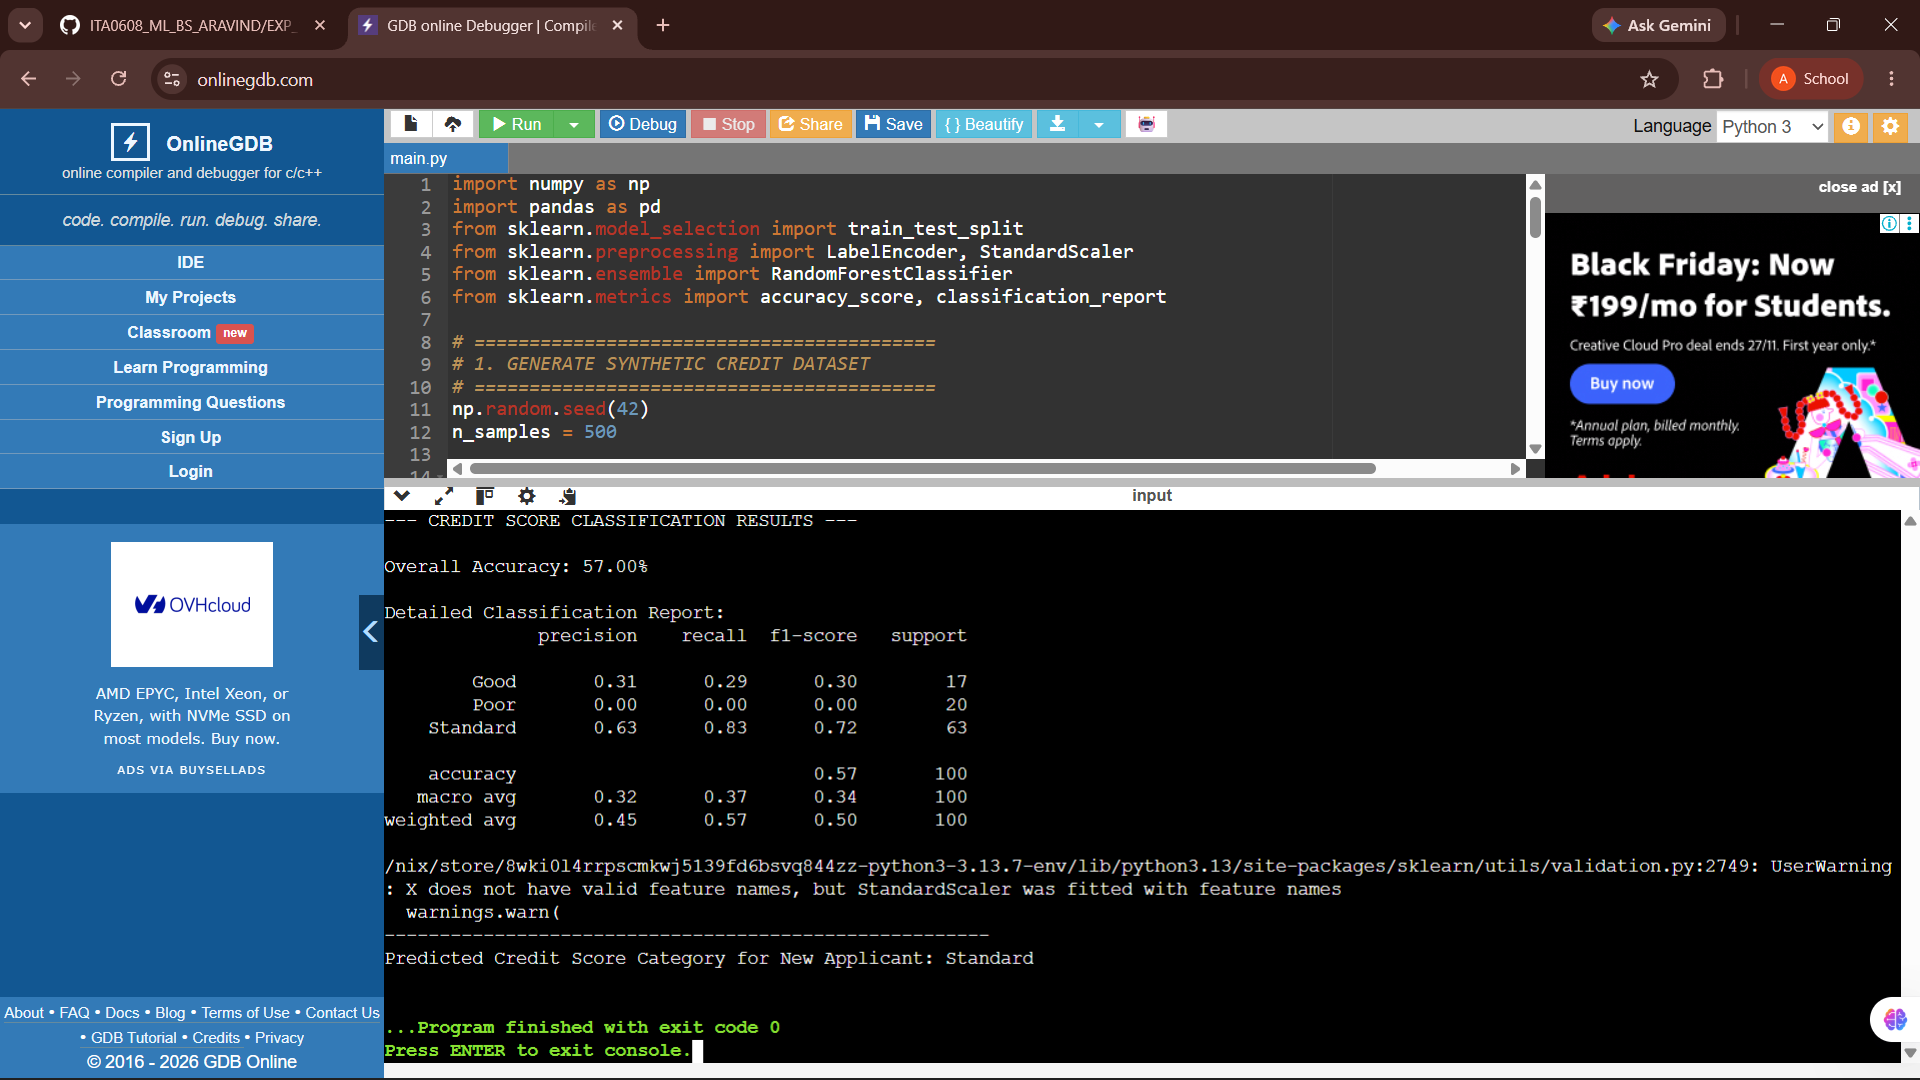 ITA0608_ML_BS_ARAVIND/EXP_
GDB online Debugger | Compile
Ask Gemini
onlinegdb.com
A School
OnlineGDB
online compiler and debugger for c/c++
code. compile. run. debug. share.
IDE
My Projects
Classroom new
Learn Programming
Programming Questions
Sign Up
Login
OVHcloud
AMD EPYC, Intel Xeon, or
Ryzen, with NVMe SSD on
most models. Buy now.
ADS VIA BUYSELLADS
About • FAQ • Docs • Blog • Terms of Use • Contact Us
• GDB Tutorial • Credits • Privacy
© 2016 - 2026 GDB Online
Run Debug Stop Share Save { } Beautify
Language Python 3
main.py
1 import numpy as np
2 import pandas as pd
3 from sklearn.model_selection import train_test_split
4 from sklearn.preprocessing import LabelEncoder, StandardScaler
5 from sklearn.ensemble import RandomForestClassifier
6 from sklearn.metrics import accuracy_score, classification_report
7
8 # ==========================================
9 # 1. GENERATE SYNTHETIC CREDIT DATASET
10 # ==========================================
11 np.random.seed(42)
12 n_samples = 500
13
14
close ad [x]
Black Friday: Now
₹199/mo for Students.
Creative Cloud Pro deal ends 27/11. First year only.*
Buy now
*Annual plan, billed monthly.
Terms apply.
input
--- CREDIT SCORE CLASSIFICATION RESULTS ---
Overall Accuracy: 57.00%
Detailed Classification Report:
precision recall f1-score support
Good 0.31 0.29 0.30 17
Poor 0.00 0.00 0.00 20
Standard 0.63 0.83 0.72 63
accuracy 0.57 100
macro avg 0.32 0.37 0.34 100
weighted avg 0.45 0.57 0.50 100
/nix/store/8wki0l4rrpscmkwj5139fd6bsvq844zz-python3-3.13.7-env/lib/python3.13/site-packages/sklearn/utils/validation.py:2749: UserWarning
: X does not have valid feature names, but StandardScaler was fitted with feature names
warnings.warn(
-------------------------------------------------------
Predicted Credit Score Category for New Applicant: Standard
...Program finished with exit code 0
Press ENTER to exit console.